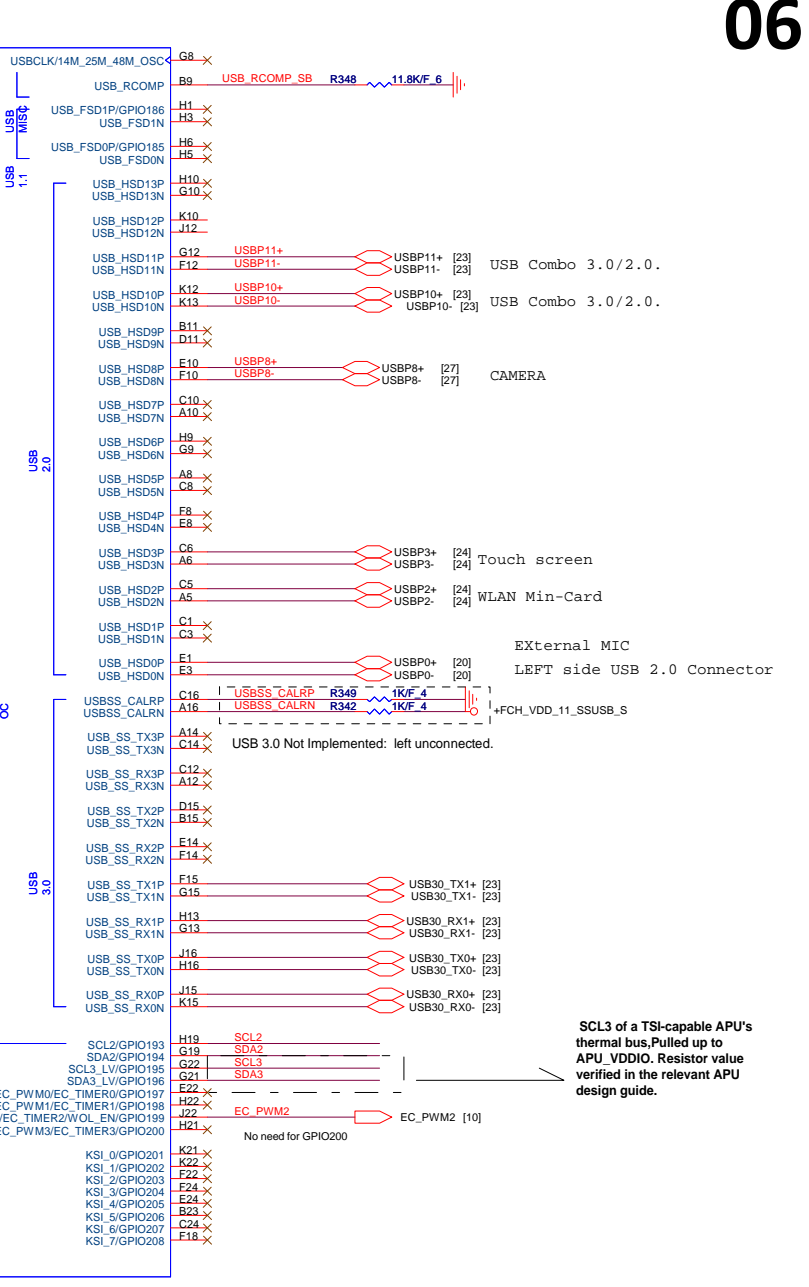 06
USBCLK/14M_25M_48M_OSC G8
USB_RCOMP B9 USB_RCOMP_SB R348 11.8K/F_6
USB MISC
USB_FSD1P/GPIO186 H1
USB_FSD1N H3
USB_FSD0P/GPIO185 H6
USB_FSD0N H5
USB 1.1
USB_HSD13P H10
USB_HSD13N G10
USB_HSD12P K10
USB_HSD12N J12
USB_HSD11P G12 USBP11+ USBP11+ [23]
USB_HSD11N F12 USBP11- USBP11- [23] USB Combo 3.0/2.0.
USB_HSD10P K12 USBP10+ USBP10+ [23]
USB_HSD10N K13 USBP10- USBP10- [23] USB Combo 3.0/2.0.
USB_HSD9P B11
USB_HSD9N D11
USB_HSD8P E10 USBP8+ USBP8+ [27]
USB_HSD8N F10 USBP8- USBP8- [27] CAMERA
USB_HSD7P C10
USB_HSD7N A10
USB_HSD6P H9
USB_HSD6N G9
USB 2.0
USB_HSD5P A8
USB_HSD5N C8
USB_HSD4P F8
USB_HSD4N E8
USB_HSD3P C6 USBP3+ [24]
USB_HSD3N A6 USBP3- [24] Touch screen
USB_HSD2P C5 USBP2+ [24]
USB_HSD2N A5 USBP2- [24] WLAN Min-Card
USB_HSD1P C1
USB_HSD1N C3
EXternal MIC
USB_HSD0P E1 USBP0+ [20]
USB_HSD0N E3 USBP0- [20] LEFT side USB 2.0 Connector
USBSS_CALRP C16 USBSS_CALRP R349 1K/F_4
USBSS_CALRN A16 USBSS_CALRN R342 1K/F_4 +FCH_VDD_11_SSUSB_S
OC
USB_SS_TX3P A14
USB_SS_TX3N C14 USB 3.0 Not Implemented: left unconnected.
USB_SS_RX3P C12
USB_SS_RX3N A12
USB_SS_TX2P D15
USB_SS_TX2N B15
USB_SS_RX2P E14
USB_SS_RX2N F14
USB 3.0
USB_SS_TX1P F15 USB30_TX1+ [23]
USB_SS_TX1N G15 USB30_TX1- [23]
USB_SS_RX1P H13 USB30_RX1+ [23]
USB_SS_RX1N G13 USB30_RX1- [23]
USB_SS_TX0P J16 USB30_TX0+ [23]
USB_SS_TX0N H16 USB30_TX0- [23]
USB_SS_RX0P J15 USB30_RX0+ [23]
USB_SS_RX0N K15 USB30_RX0- [23]
SCL2/GPIO193 H19 SCL2
SDA2/GPIO194 G19 SDA2
SCL3_LV/GPIO195 G22 SCL3
SDA3_LV/GPIO196 G21 SDA3
EC_PWM0/EC_TIMER0/GPIO197 E22
EC_PWM1/EC_TIMER1/GPIO198 H22
/EC_TIMER2/WOL_EN/GPIO199 J22 EC_PWM2 EC_PWM2 [10]
EC_PWM3/EC_TIMER3/GPIO200 H21
No need for GPIO200
SCL3 of a TSI-capable APU's
thermal bus,Pulled up to
APU_VDDIO. Resistor value
verified in the relevant APU
design guide.
KSI_0/GPIO201 K21
KSI_1/GPIO202 K22
KSI_2/GPIO203 F22
KSI_3/GPIO204 F24
KSI_4/GPIO205 E24
KSI_5/GPIO206 B23
KSI_6/GPIO207 C24
KSI_7/GPIO208 F18